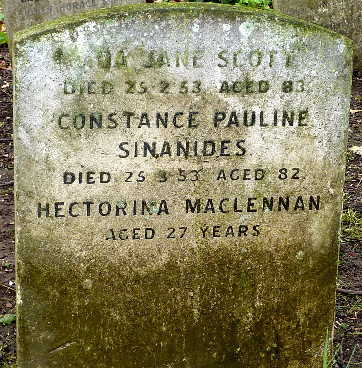 ADA JANE SCOTT
DIED 25 2 53 AGED 83
CONSTANCE PAULINE
SINANIDES
DIED 25 3 53 AGED 82
HECTORINA MACLENNAN
AGED 27 YEARS